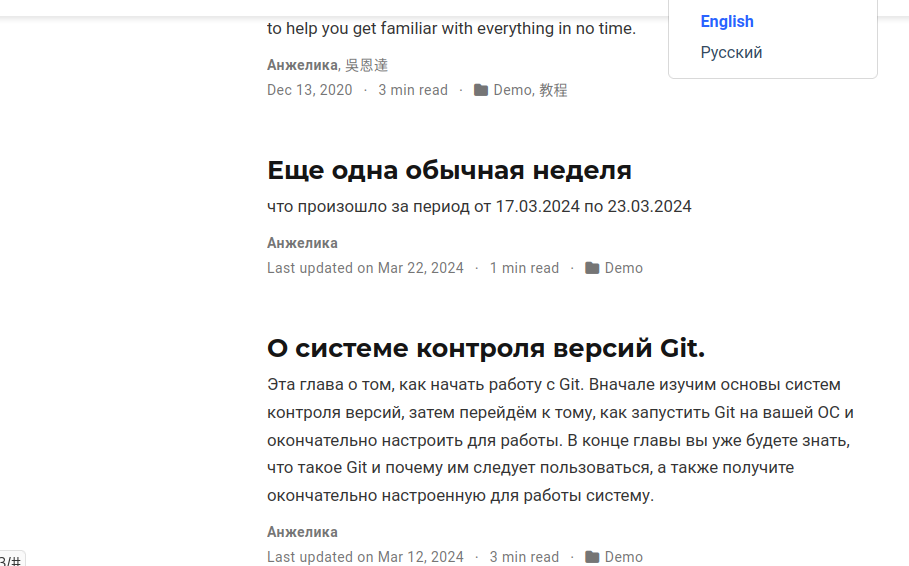 English
Русский
to help you get familiar with everything in no time.
Анжелика, 吳恩達
Dec 13, 2020 · 3 min read · Demo, 教程
Еще одна обычная неделя
что произошло за период от 17.03.2024 по 23.03.2024
Анжелика
Last updated on Mar 22, 2024 · 1 min read · Demo
О системе контроля версий Git.
Эта глава о том, как начать работу с Git. Вначале изучим основы систем
контроля версий, затем перейдём к тому, как запустить Git на вашей ОС и
окончательно настроить для работы. В конце главы вы уже будете знать,
что такое Git и почему им следует пользоваться, а также получите
окончательно настроенную для работы систему.
Анжелика
Last updated on Mar 12, 2024 · 3 min read · Demo
3/#